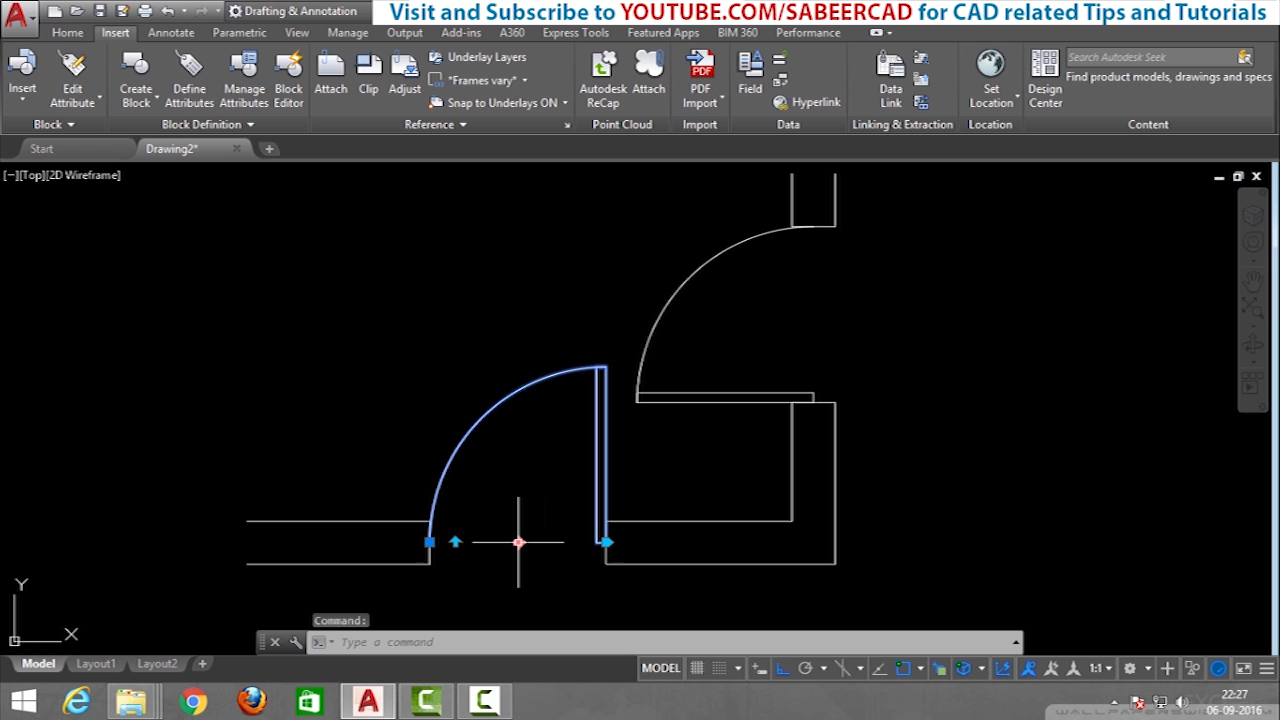 Drafting & Annotation
Visit and Subscribe to YOUTUBE.COM/SABEERCAD for CAD related Tips and Tutorials
Home Insert Annotate Parametric View Manage Output Add-ins A360 Express Tools Featured Apps BIM 360 Performance
Insert
Edit Attribute
Create Block
Define Attributes
Manage Attributes
Block Editor
Attach
Clip
Adjust
Underlay Layers
*Frames vary*
Snap to Underlays ON
Autodesk ReCap
Attach
PDF Import
Field
Hyperlink
Data Link
Set Location
Design Center
Search Autodesk Seek
Find product models, drawings and specs
Block Block Definition Reference Point Cloud Import Data Linking & Extraction Location Content
Start Drawing2*
[−][Top][2D Wireframe]
Y
X
Command:
Type a command
Model Layout1 Layout2 +
MODEL 1:1
22:27
06-09-2016